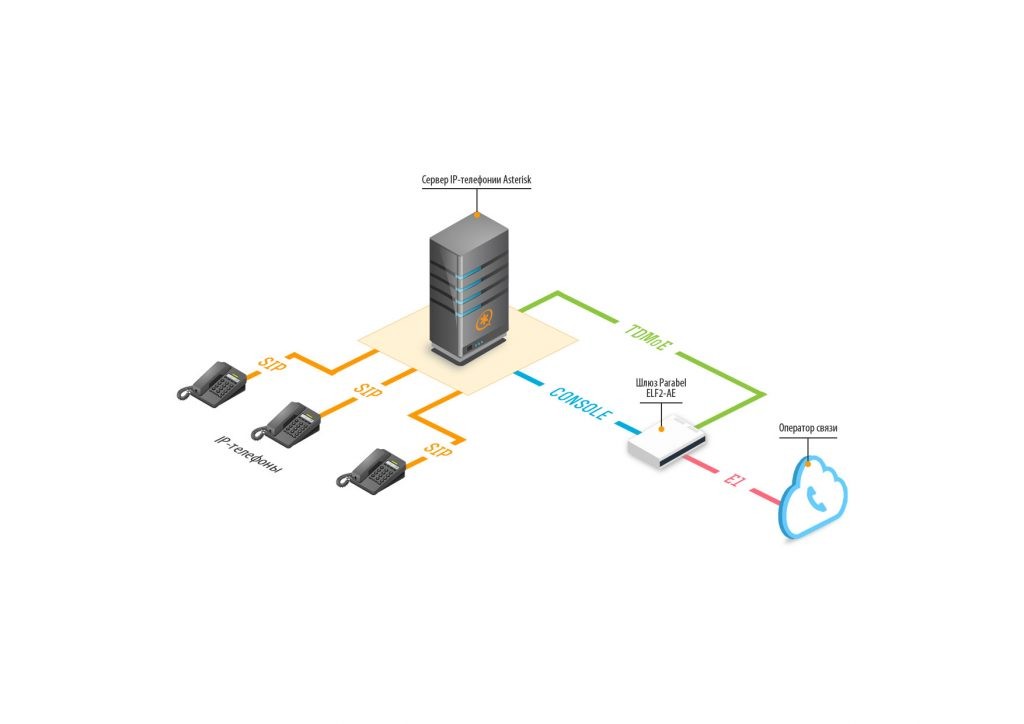 Сервер IP-телефонии Asterisk
TDMoE
SIP
SIP
CONSOLE
Шлюз Parabel
ELF2-AE
Оператор связи
IP-телефоны
SIP
E1